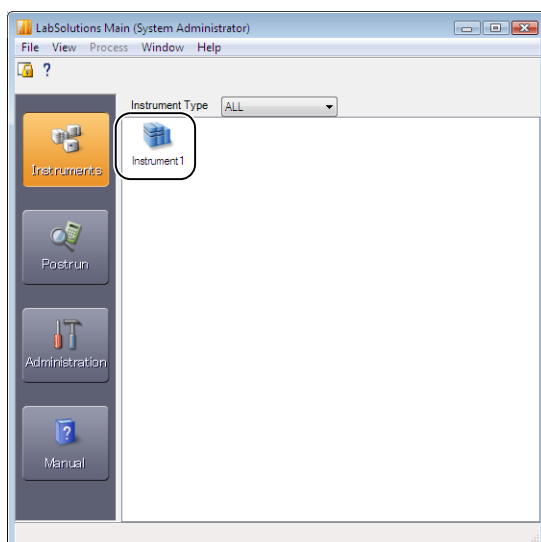 LabSolutions Main (System Administrator)
File View Process Window Help
?
Instrument Type ALL
Instruments
Instrument1
Postrun
Administration
?
Manual